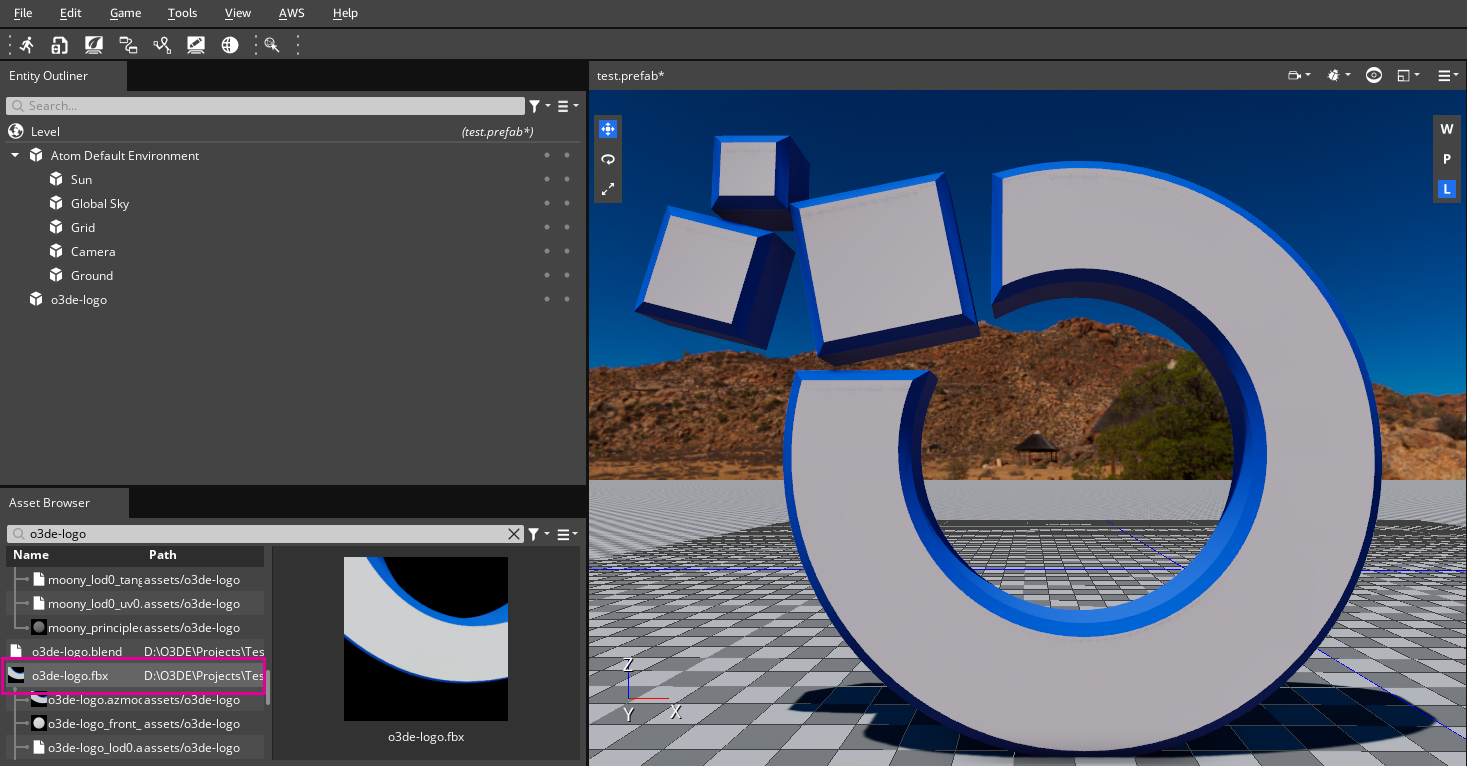 File Edit Game Tools View AWS Help
Entity Outliner
Search...
Level (test.prefab*)
Atom Default Environment
Sun
Global Sky
Grid
Camera
Ground
o3de-logo
Asset Browser
o3de-logo
Name Path
moony_lod0_tang assets/o3de-logo
moony_lod0_uv0. assets/o3de-logo
moony_principled assets/o3de-logo
o3de-logo.blend D:\O3DE\Projects\Tes
o3de-logo.fbx D:\O3DE\Projects\Tes
o3de-logo.azmod assets/o3de-logo
o3de-logo_front_ assets/o3de-logo
o3de-logo_lod0.a assets/o3de-logo
o3de-logo.fbx
test.prefab*
W
P
L
Z
Y X